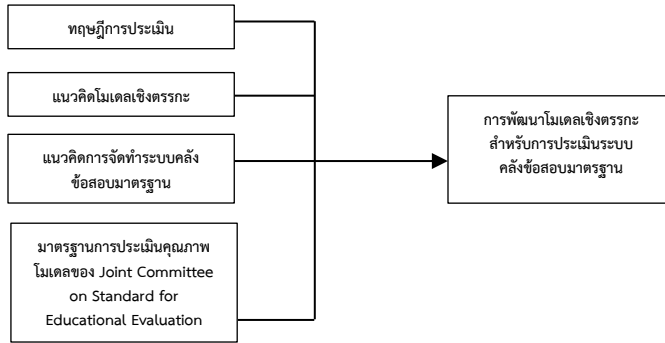 ทฤษฎีการประเมิน
แนวคิดโมเดลเชิงตรรกะ
แนวคิดการจัดทำระบบคลัง
ข้อสอบมาตรฐาน
มาตรฐานการประเมินคุณภาพ
โมเดลของ Joint Committee
on Standard for
Educational Evaluation
การพัฒนาโมเดลเชิงตรรกะ
สำหรับการประเมินระบบ
คลังข้อสอบมาตรฐาน